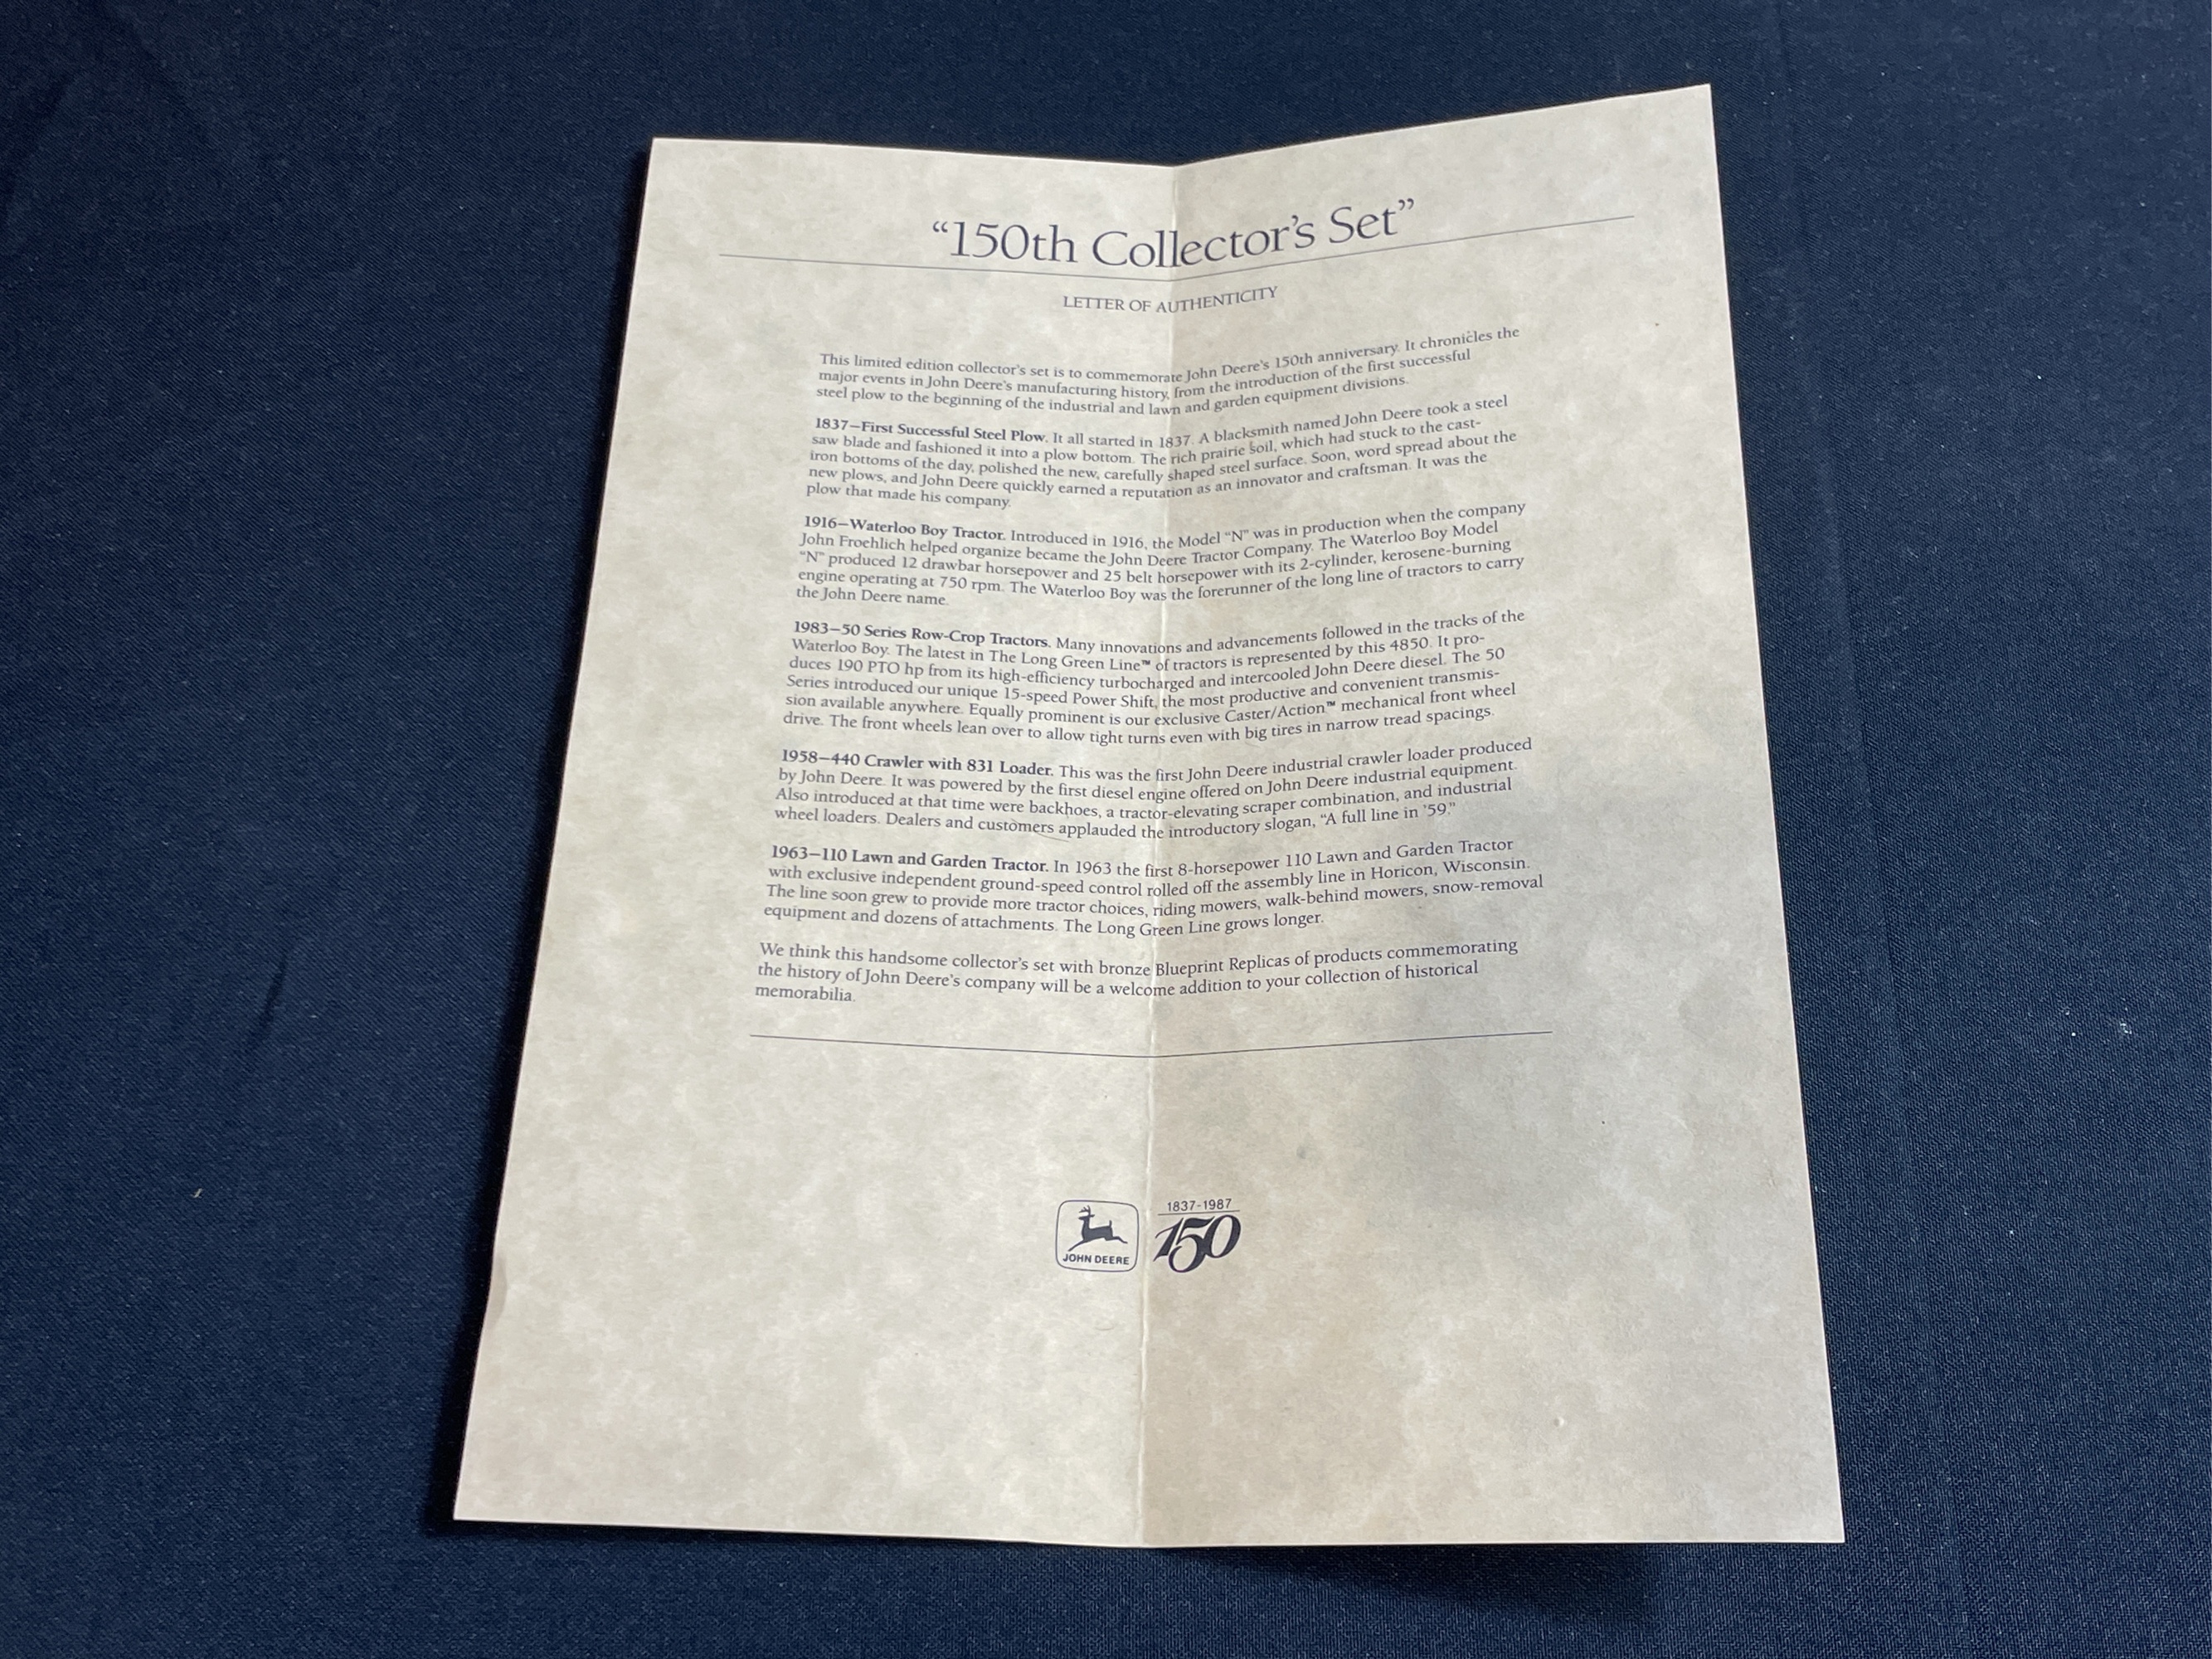 “150th Collector’s Set”
LETTER OF AUTHENTICITY
This limited edition collector’s set is to commemorate John Deere’s 150th anniversary. It chronicles the
major events in John Deere’s manufacturing history, from the introduction of the first successful
steel plow to the beginning of the industrial and lawn and garden equipment divisions.
1837—First Successful Steel Plow. It all started in 1837. A blacksmith named John Deere took a steel
saw blade and fashioned it into a plow bottom. The rich prairie soil, which had stuck to the cast-
iron bottoms of the day, polished the new, carefully shaped steel surface. Soon, word spread about the
new plows, and John Deere quickly earned a reputation as an innovator and craftsman. It was the
plow that made his company.
1916—Waterloo Boy Tractor. Introduced in 1916, the Model “N” was in production when the company
John Froehlich helped organize became the John Deere Tractor Company. The Waterloo Boy Model
“N” produced 12 drawbar horsepower and 25 belt horsepower with its 2-cylinder, kerosene-burning
engine operating at 750 rpm. The Waterloo Boy was the forerunner of the long line of tractors to carry
the John Deere name.
1983—50 Series Row-Crop Tractors. Many innovations and advancements followed in the tracks of the
Waterloo Boy. The latest in The Long Green Line™ of tractors is represented by this 4850. It pro-
duces 190 PTO hp from its high-efficiency turbocharged and intercooled John Deere diesel. The 50
Series introduced our unique 15-speed Power Shift, the most productive and convenient transmis-
sion available anywhere. Equally prominent is our exclusive Caster/Action™ mechanical front wheel
drive. The front wheels lean over to allow tight turns even with big tires in narrow tread spacings.
1958—440 Crawler with 831 Loader. This was the first John Deere industrial crawler loader produced
by John Deere. It was powered by the first diesel engine offered on John Deere industrial equipment.
Also introduced at that time were backhoes, a tractor-elevating scraper combination, and industrial
wheel loaders. Dealers and customers applauded the introductory slogan, “A full line in ’59.”
1963—110 Lawn and Garden Tractor. In 1963 the first 8-horsepower 110 Lawn and Garden Tractor
with exclusive independent ground-speed control rolled off the assembly line in Horicon, Wisconsin.
The line soon grew to provide more tractor choices, riding mowers, walk-behind mowers, snow-removal
equipment and dozens of attachments. The Long Green Line grows longer.
We think this handsome collector’s set with bronze Blueprint Replicas of products commemorating
the history of John Deere’s company will be a welcome addition to your collection of historical
memorabilia.
JOHN DEERE
1837-1987
150